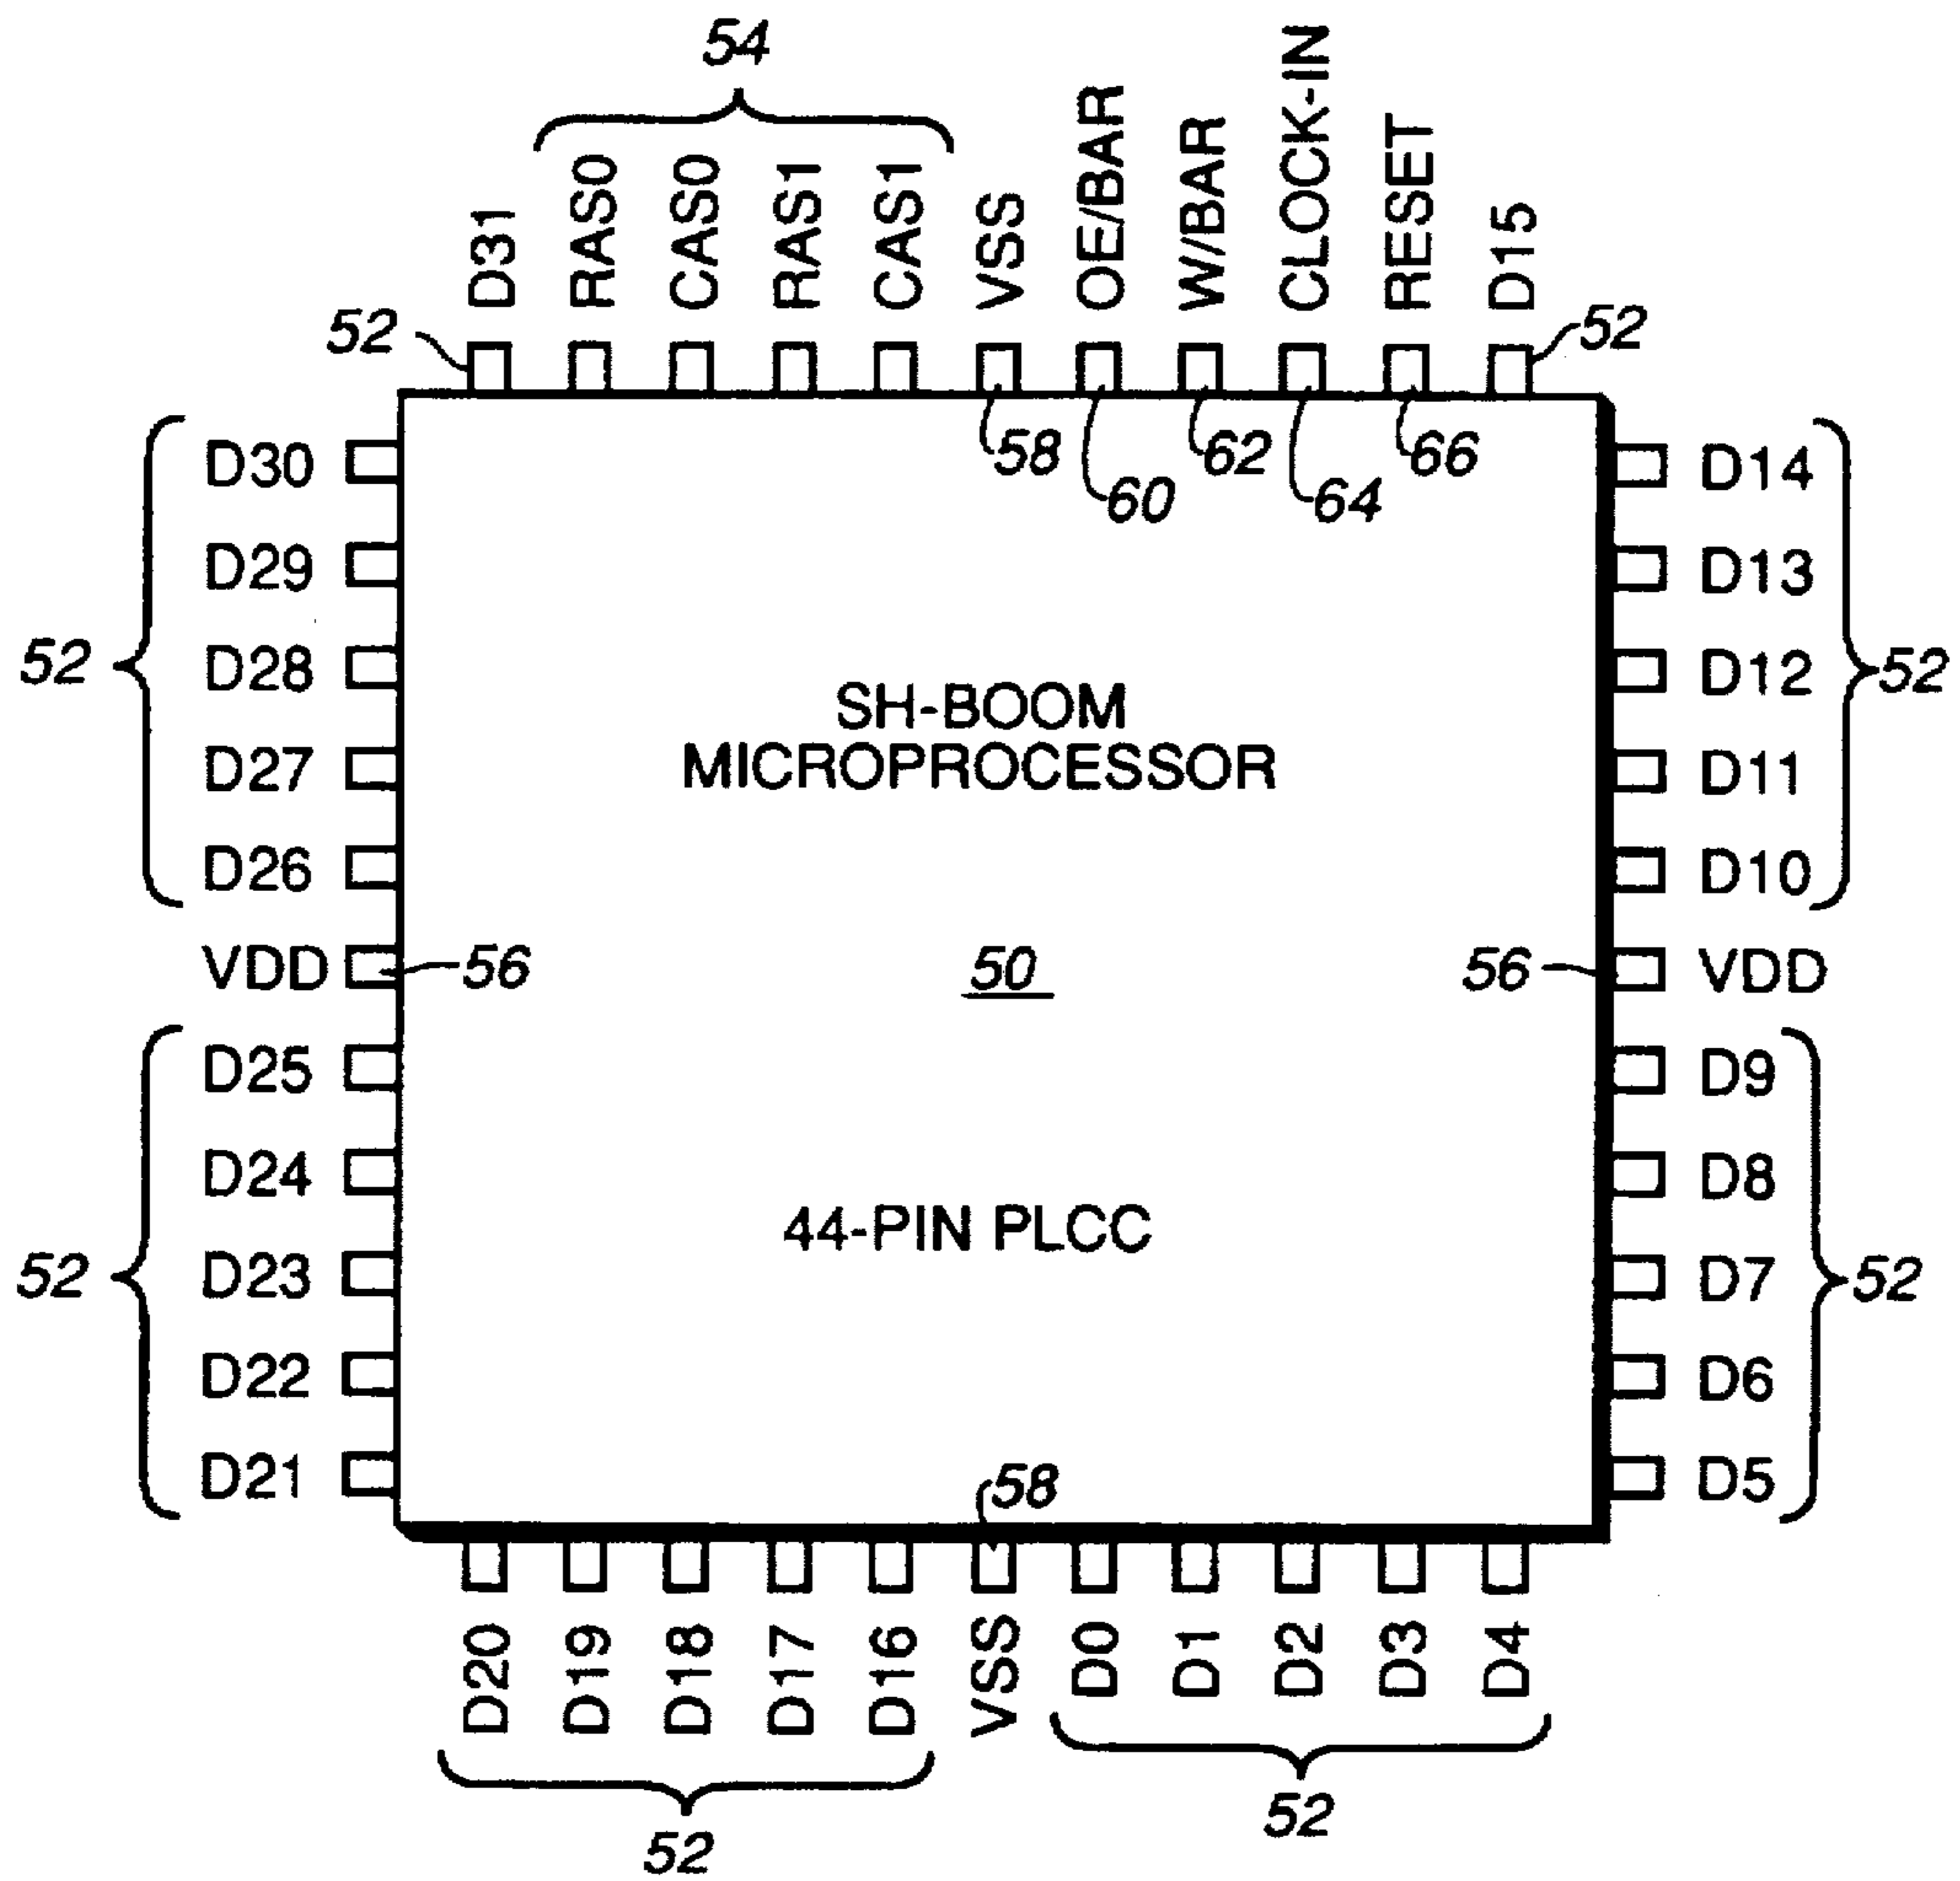 54
D31
RAS0
CAS0
RAS1
CAS1
VSS
OE/BAR
W/BAR
CLOCK-IN
RESET
D15
52
52
58
60
62
64
66
D30
D29
D28
D27
D26
52
VDD
56
D25
D24
D23
D22
D21
52
SH-BOOM
MICROPROCESSOR
50
44-PIN PLCC
D14
D13
D12
D11
D10
52
56
VDD
D9
D8
D7
D6
D5
52
58
D20
D19
D18
D17
D16
VSS
D0
D1
D2
D3
D4
52
52